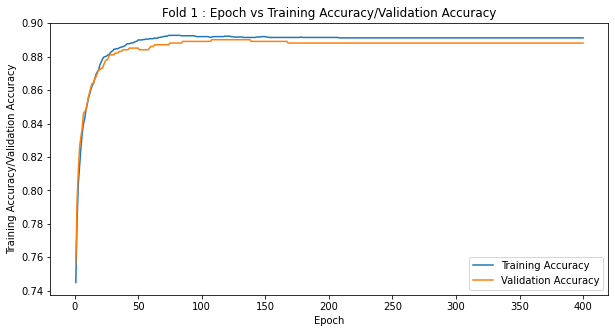 Fold 1 : Epoch vs Training Accuracy/Validation Accuracy
Training Accuracy/Validation Accuracy
0.90
0.88
0.86
0.84
0.82
0.80
0.78
0.76
0.74
Training Accuracy
Validation Accuracy
0 50 100 150 200 250 300 350 400
Epoch